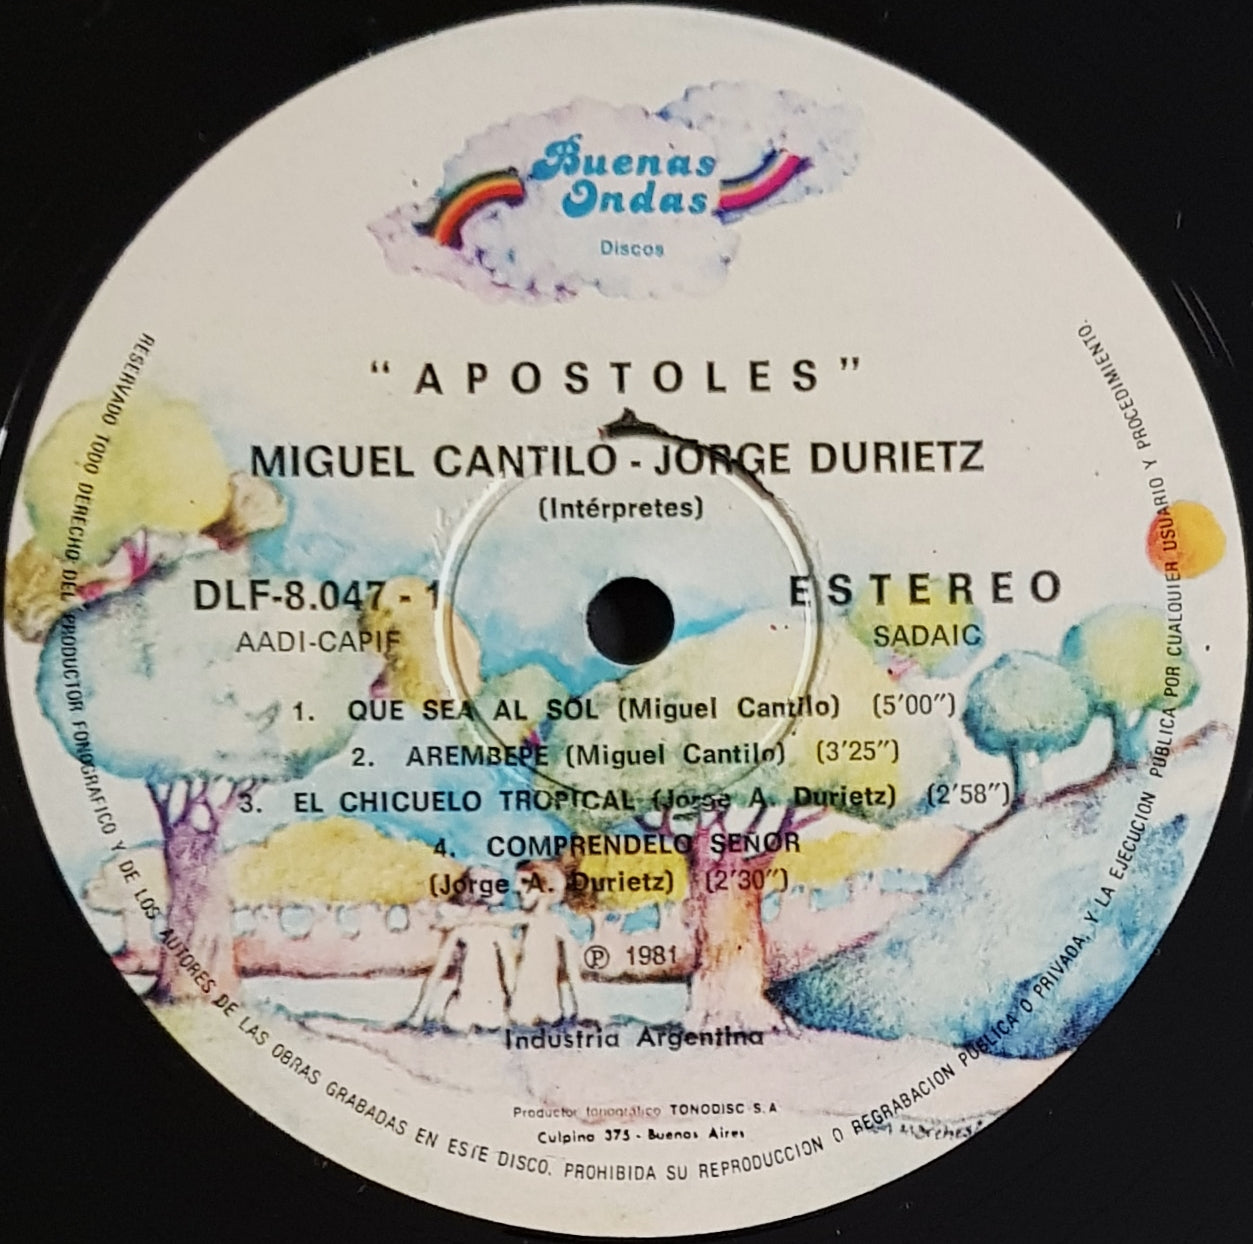 Buenas
Ondas
Discos
“APOSTOLES”
MIGUEL CANTILO - JORGE DURIETZ
(Intérpretes)
DLF-8.047 - 1
ESTEREO
AADI-CAPIF
SADAIC
1. QUE SEA AL SOL (Miguel Cantilo) (5'00")
2. AREMBEPE (Miguel Cantilo) (3'25")
3. EL CHICUELO TROPICAL (Jorge A. Durietz) (2'58")
4. COMPRENDELO SEÑOR
(Jorge A. Durietz) (2'30")
℗ 1981
Industria Argentina
Productor fonográfico TONODISC S.A
Culpina 375 - Buenos Aires
RESERVADO TODO DERECHO DEL PRODUCTOR FONOGRAFICO Y DE LOS AUTORES DE LAS OBRAS GRABADAS EN ESTE DISCO. PROHIBIDA SU REPRODUCCION O REGRABACION PUBLICA O PRIVADA, Y LA EJECUCION PUBLICA POR CUALQUIER USUARIO Y PROCEDIMIENTO.